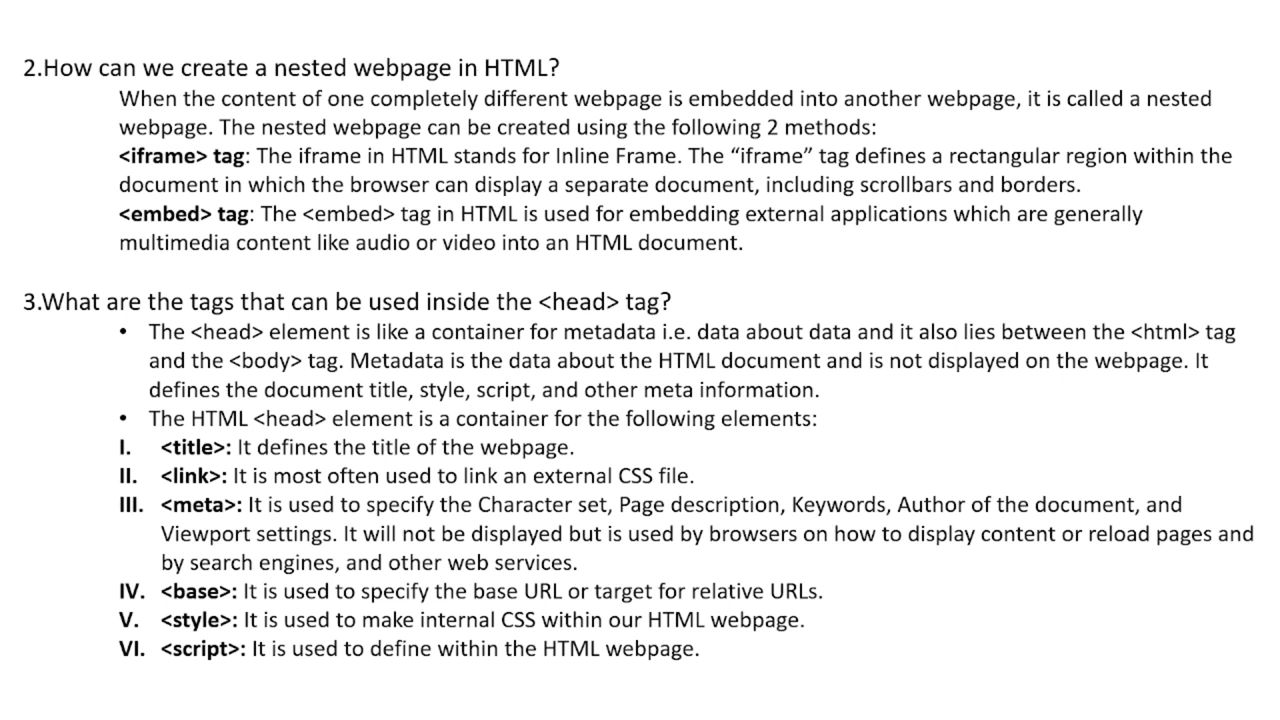 2.How can we create a nested webpage in HTML?
When the content of one completely different webpage is embedded into another webpage, it is called a nested
webpage. The nested webpage can be created using the following 2 methods:
<iframe> tag: The iframe in HTML stands for Inline Frame. The “iframe” tag defines a rectangular region within the
document in which the browser can display a separate document, including scrollbars and borders.
<embed> tag: The <embed> tag in HTML is used for embedding external applications which are generally
multimedia content like audio or video into an HTML document.
3.What are the tags that can be used inside the <head> tag?
• The <head> element is like a container for metadata i.e. data about data and it also lies between the <html> tag
and the <body> tag. Metadata is the data about the HTML document and is not displayed on the webpage. It
defines the document title, style, script, and other meta information.
• The HTML <head> element is a container for the following elements:
I. <title>: It defines the title of the webpage.
II. <link>: It is most often used to link an external CSS file.
III. <meta>: It is used to specify the Character set, Page description, Keywords, Author of the document, and
Viewport settings. It will not be displayed but is used by browsers on how to display content or reload pages and
by search engines, and other web services.
IV. <base>: It is used to specify the base URL or target for relative URLs.
V. <style>: It is used to make internal CSS within our HTML webpage.
VI. <script>: It is used to define within the HTML webpage.